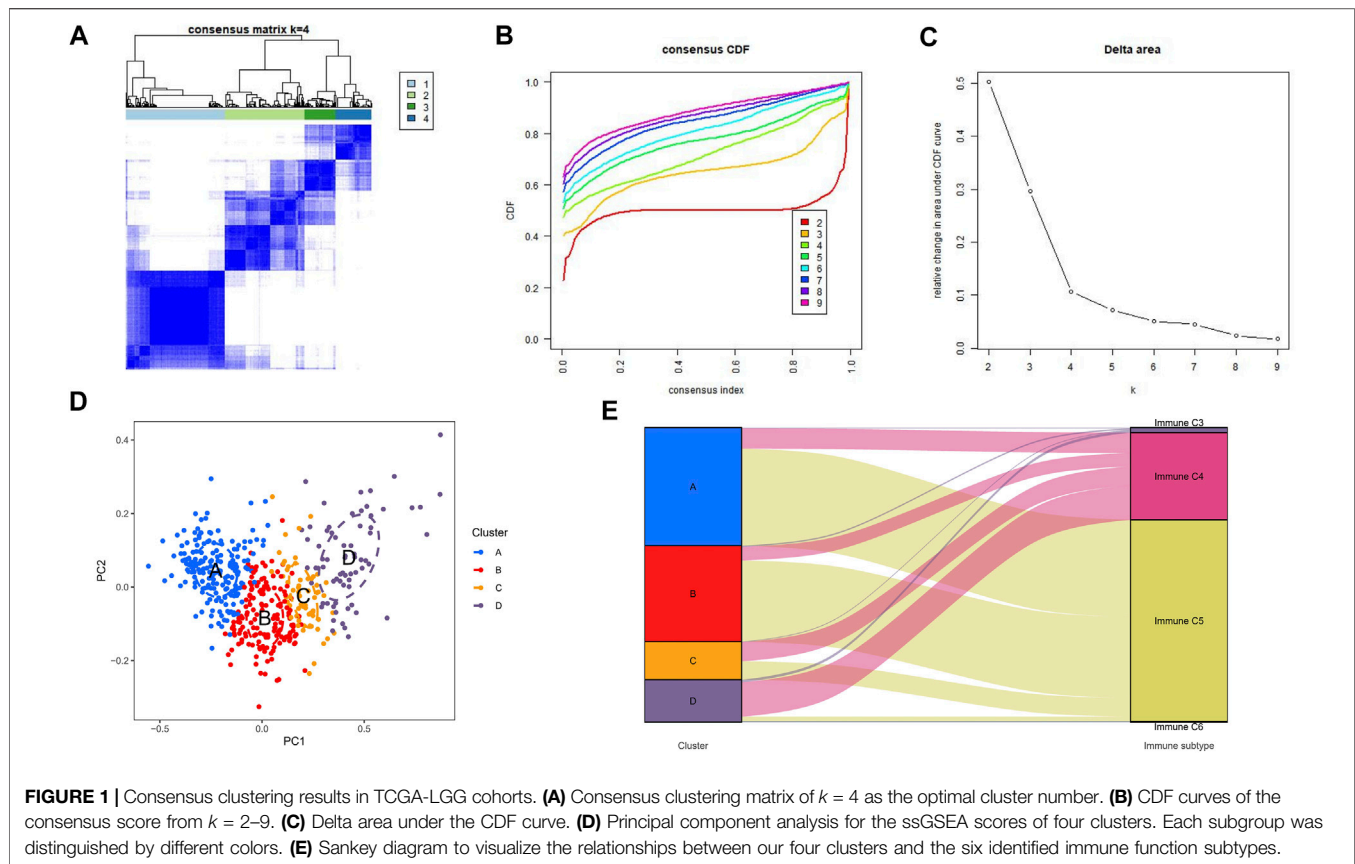 A
consensus matrix k=4
1
2
3
4
B
consensus CDF
CDF
1.0
0.8
0.6
0.4
0.2
0.0
2
3
4
5
6
7
8
9
0.0
0.2
0.4
0.6
0.8
1.0
consensus index
C
Delta area
relative change in area under CDF curve
0.5
0.4
0.3
0.2
0.1
0.0
2
3
4
5
6
7
8
9
k
D
PC2
0.4
0.2
0.0
−0.2
A
B
C
D
−0.5
0.0
0.5
PC1
Cluster
A
B
C
D
E
A
B
C
D
Cluster
Immune C3
Immune C4
Immune C5
Immune C6
Immune subtype
FIGURE 1 | Consensus clustering results in TCGA-LGG cohorts. (A) Consensus clustering matrix of k = 4 as the optimal cluster number. (B) CDF curves of the
consensus score from k = 2–9. (C) Delta area under the CDF curve. (D) Principal component analysis for the ssGSEA scores of four clusters. Each subgroup was
distinguished by different colors. (E) Sankey diagram to visualize the relationships between our four clusters and the six identified immune function subtypes.